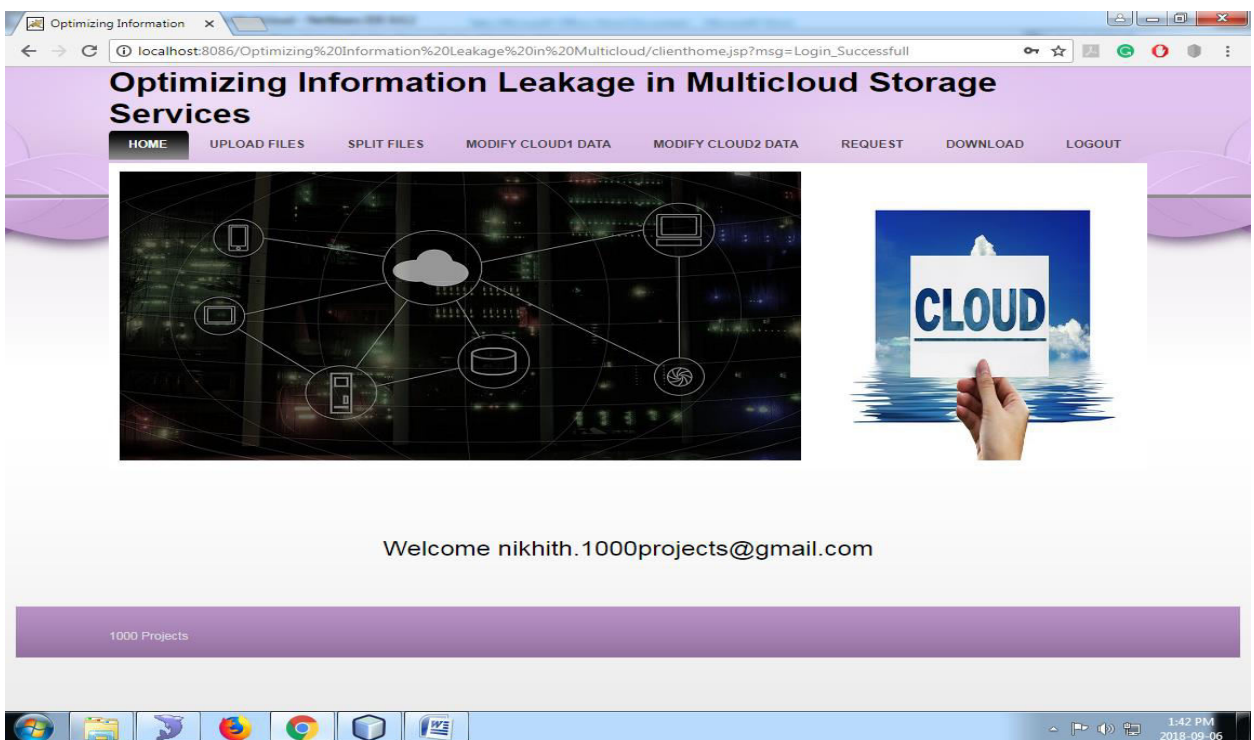 Optimizing Information
localhost:8086/Optimizing%20Information%20Leakage%20in%20Multicloud/clienthome.jsp?msg=Login_Successfull
Optimizing Information Leakage in Multicloud Storage
Services
HOME UPLOAD FILES SPLIT FILES MODIFY CLOUD1 DATA MODIFY CLOUD2 DATA REQUEST DOWNLOAD LOGOUT
CLOUD
Welcome nikhith.1000projects@gmail.com
1000 Projects
1:42 PM
2018-09-06